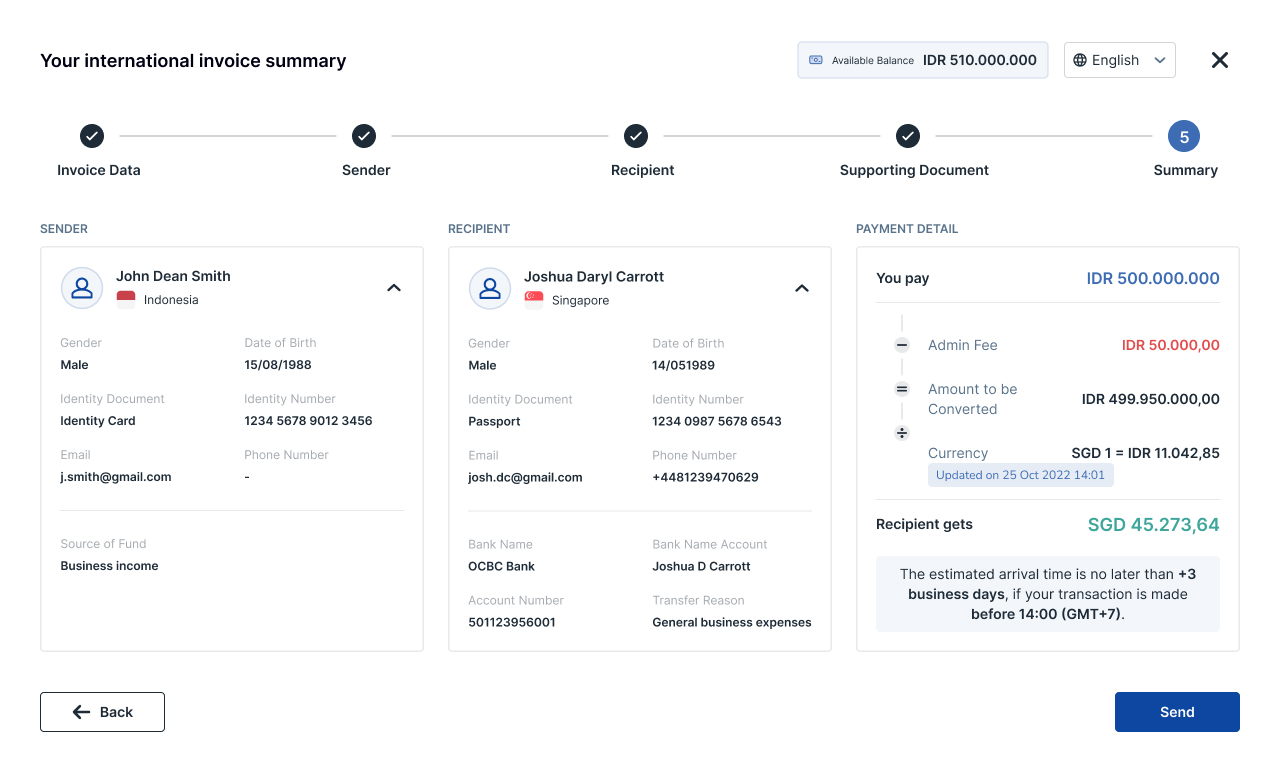 Your international invoice summary
Available Balance IDR 510.000.000
English
Invoice Data
Sender
Recipient
Supporting Document
5
Summary
SENDER
John Dean Smith
Indonesia
Gender Date of Birth
Male 15/08/1988
Identity Document Identity Number
Identity Card 1234 5678 9012 3456
Email Phone Number
j.smith@gmail.com -
Source of Fund
Business income
RECIPIENT
Joshua Daryl Carrott
Singapore
Gender Date of Birth
Male 14/051989
Identity Document Identity Number
Passport 1234 0987 5678 6543
Email Phone Number
josh.dc@gmail.com +4481239470629
Bank Name Bank Name Account
OCBC Bank Joshua D Carrott
Account Number Transfer Reason
501123956001 General business expenses
PAYMENT DETAIL
You pay IDR 500.000.000
Admin Fee IDR 50.000,00
Amount to be
Converted IDR 499.950.000,00
Currency SGD 1 = IDR 11.042,85
Updated on 25 Oct 2022 14:01
Recipient gets SGD 45.273,64
The estimated arrival time is no later than +3
business days, if your transaction is made
before 14:00 (GMT+7).
Back
Send